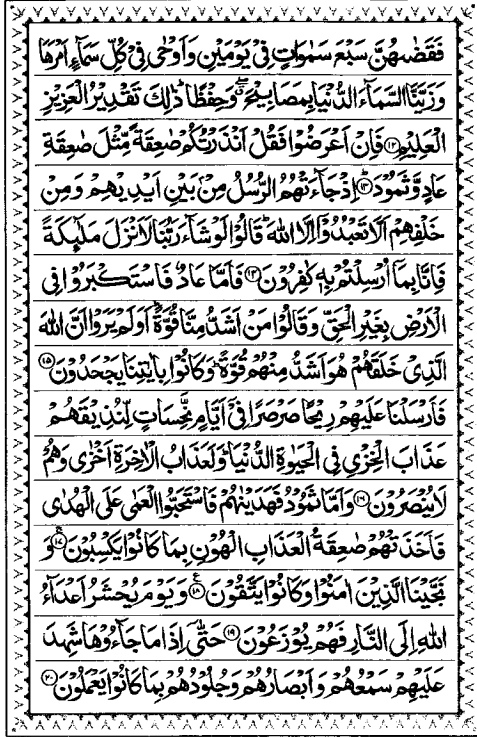 فَقَضٰىهُنَّ سَبْعَ سَمٰوَاتٍ فِىْ يَوْمَيْنِ وَاَوْحٰى فِىْ كُلِّ سَمَآءٍ اَمْرَهَا
وَزَيَّنَّا السَّمَآءَ الدُّنْيَا بِمَصَابِيْحَ ۖ وَحِفْظًا ؕ ذٰلِكَ تَقْدِيْرُ الْعَزِيْزِ
الْعَلِيْمِ ﴿۱۲﴾ فَاِنْ اَعْرَضُوْا فَقُلْ اَنْذَرْتُكُمْ صٰعِقَةً مِّثْلَ صٰعِقَةِ
عَادٍ وَّثَمُوْدَ ﴿۱۳﴾ اِذْ جَآءَتْهُمُ الرُّسُلُ مِنْۢ بَيْنِ اَيْدِيْهِمْ وَمِنْ
خَلْفِهِمْ اَلَّا تَعْبُدُوْۤا اِلَّا اللّٰهَ ؕ قَالُوْا لَوْ شَآءَ رَبُّنَا لَاَنْزَلَ مَلٰٓئِكَةً
فَاِنَّا بِمَاۤ اُرْسِلْتُمْ بِهٖ كٰفِرُوْنَ ﴿۱۴﴾ فَاَمَّا عَادٌ فَاسْتَكْبَرُوْا فِى
الْاَرْضِ بِغَيْرِ الْحَقِّ وَقَالُوْا مَنْ اَشَدُّ مِنَّا قُوَّةً ؕ اَوَلَمْ يَرَوْا اَنَّ اللّٰهَ
الَّذِىْ خَلَقَهُمْ هُوَ اَشَدُّ مِنْهُمْ قُوَّةً ؕ وَكَانُوْا بِاٰيٰتِنَا يَجْحَدُوْنَ ﴿۱۵﴾
فَاَرْسَلْنَا عَلَيْهِمْ رِيْحًا صَرْصَرًا فِىْۤ اَيَّامٍ نَّحِسَاتٍ لِّنُذِيْقَهُمْ
عَذَابَ الْخِزْىِ فِى الْحَيٰوةِ الدُّنْيَا ؕ وَلَعَذَابُ الْاٰخِرَةِ اَخْزٰى وَهُمْ
لَا يُنْصَرُوْنَ ﴿۱۶﴾ وَاَمَّا ثَمُوْدُ فَهَدَيْنٰهُمْ فَاسْتَحَبُّوا الْعَمٰى عَلَى الْهُدٰى
فَاَخَذَتْهُمْ صٰعِقَةُ الْعَذَابِ الْهُوْنِ بِمَا كَانُوْا يَكْسِبُوْنَ ﴿۱۷﴾ وَ
نَجَّيْنَا الَّذِيْنَ اٰمَنُوْا وَكَانُوْا يَتَّقُوْنَ ﴿۱۸﴾ ع وَيَوْمَ يُحْشَرُ اَعْدَآءُ
اللّٰهِ اِلَى النَّارِ فَهُمْ يُوْزَعُوْنَ ﴿۱۹﴾ حَتّٰٓى اِذَا مَا جَآءُوْهَا شَهِدَ
عَلَيْهِمْ سَمْعُهُمْ وَاَبْصَارُهُمْ وَجُلُوْدُهُمْ بِمَا كَانُوْا يَعْمَلُوْنَ ﴿۲۰﴾